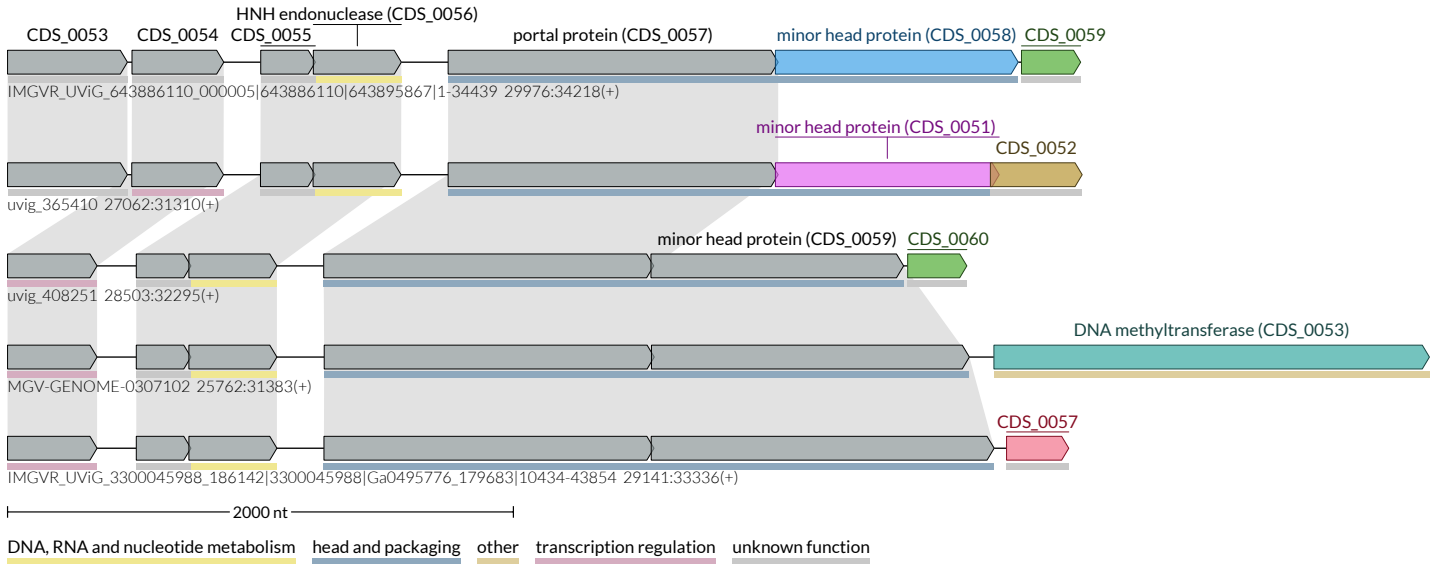 HNH endonuclease (CDS_0056)
CDS_0053 CDS_0054 CDS_0055 portal protein (CDS_0057) minor head protein (CDS_0058) CDS_0059
IMGVR_UViG_643886110_000005|643886110|643895867|1-34439 29976:34218(+)
minor head protein (CDS_0051)
CDS_0052
uvig_365410 27062:31310(+)
minor head protein (CDS_0059) CDS_0060
uvig_408251 28503:32295(+)
DNA methyltransferase (CDS_0053)
MGV-GENOME-0307102 25762:31383(+)
CDS_0057
IMGVR_UViG_3300045988_186142|3300045988|Ga0495776_179683|10434-43854 29141:33336(+)
2000 nt
DNA, RNA and nucleotide metabolism head and packaging other transcription regulation unknown function